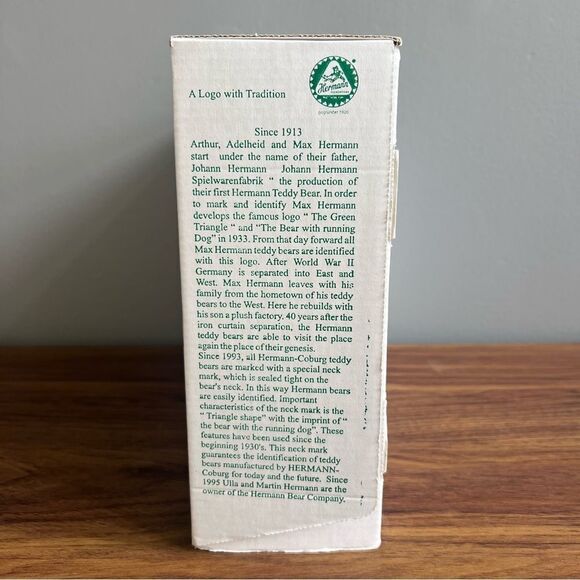 Hermann
A Logo with Tradition
Since 1913
Arthur, Adelheid and Max Hermann
start under the name of their father,
Johann Hermann Johann Hermann
Spielwarenfabrik “ the production of
their first Hermann Teddy Bear. In order
to mark and identify Max Hermann
develops the famous logo “ The Green
Triangle “ and "The Bear with running
Dog” in 1933. From that day forward all
Max Hermann teddy bears are identified
with this logo. After World War II
Germany is separated into East and
West. Max Hermann leaves with his
family from the hometown of his teddy
bears to the West. Here he rebuilds with
his son a plush factory. 40 years after the
iron curtain separation, the Hermann
teddy bears are able to visit the place
again the place of their genesis.
Since 1993, all Hermann-Coburg teddy
bears are marked with a special neck
mark, which is sealed tight on the
bear's neck. In this way Hermann bears
are easily identified. Important
characteristics of the neck mark is the
“ Triangle shape” with the imprint of “
the bear with the running dog”. These
features have been used since the
beginning 1930's. This neck mark
guarantees the identification of teddy
bears manufactured by HERMANN-
Coburg for today and the future. Since
1995 Ulla and Martin Hermann are the
owner of the Hermann Bear Company.